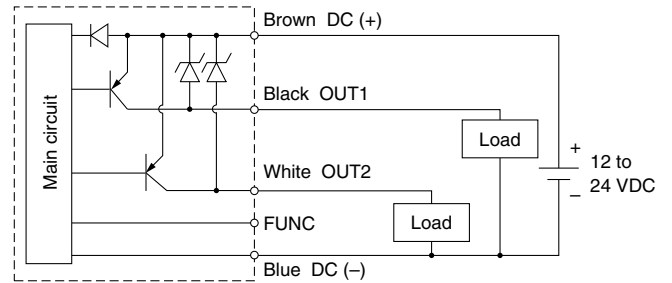 Brown DC (+)
Main circuit
Black OUT1
Load
+
12 to
24 VDC
–
White OUT2
Load
FUNC
Blue DC (–)